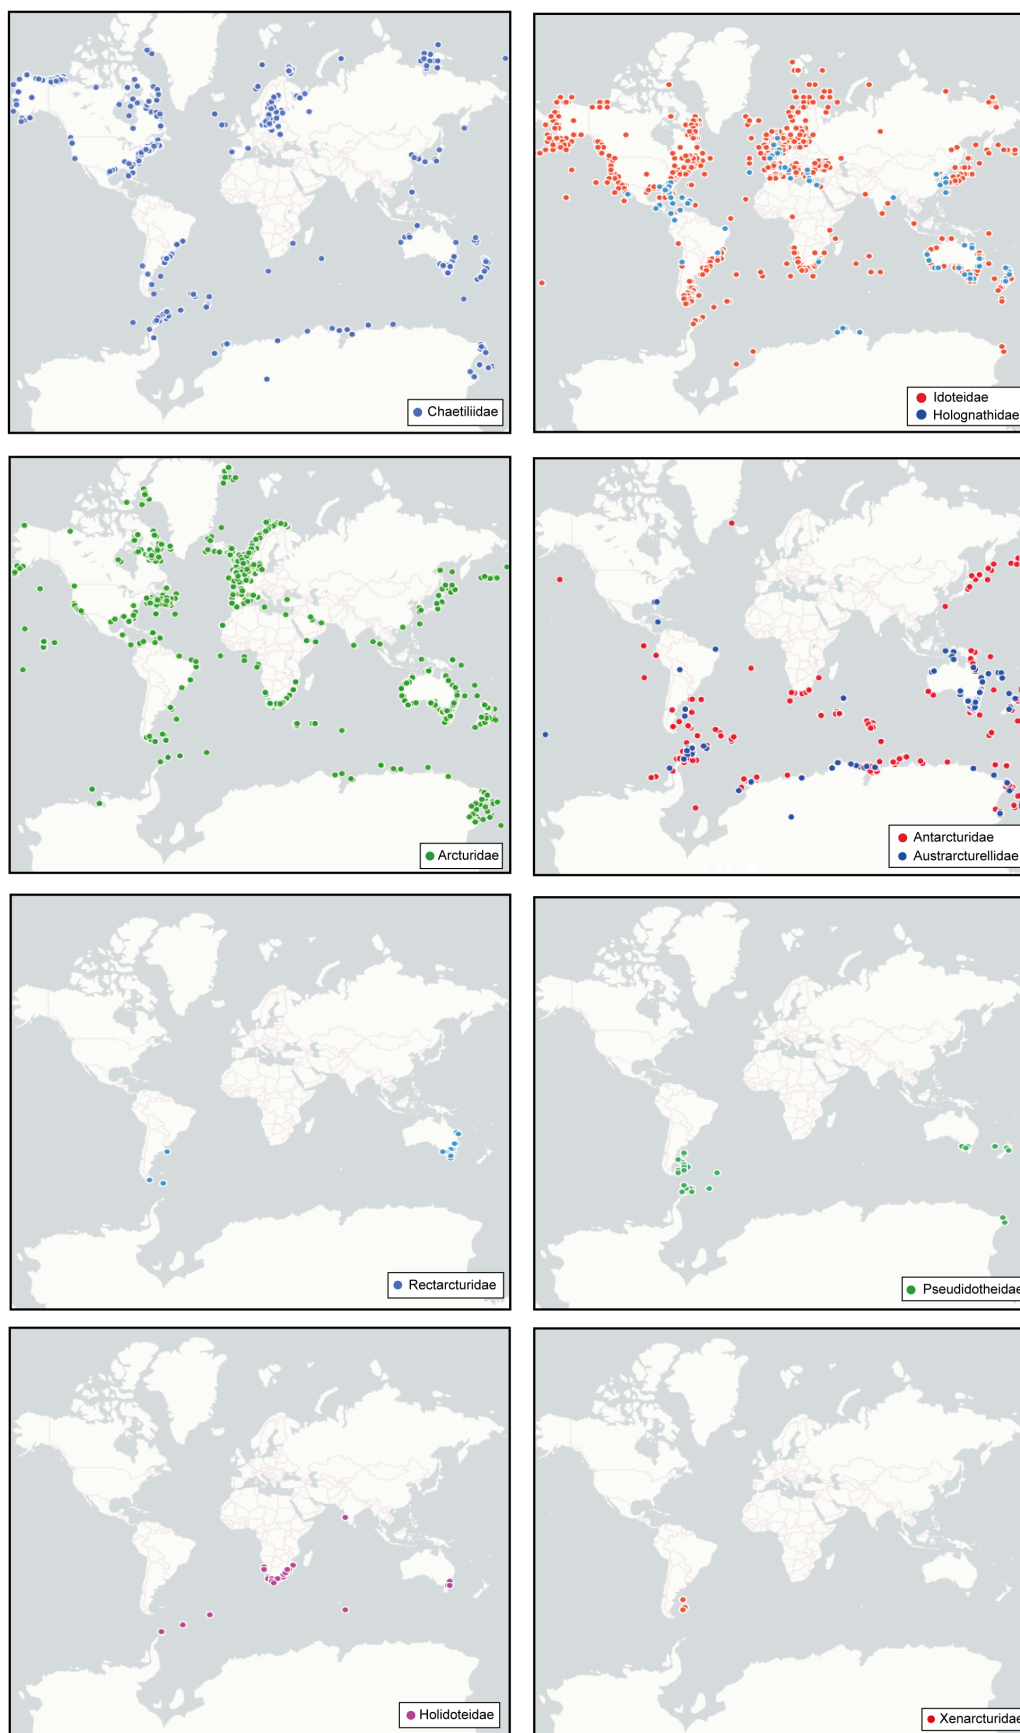 Chaetiliidae
Idoteidae
Holognathidae
Arcturidae
Antarcturidae
Austrarcturellidae
Rectarcturidae
Pseudidotheidae
Holidoteidae
Xenarcturidae